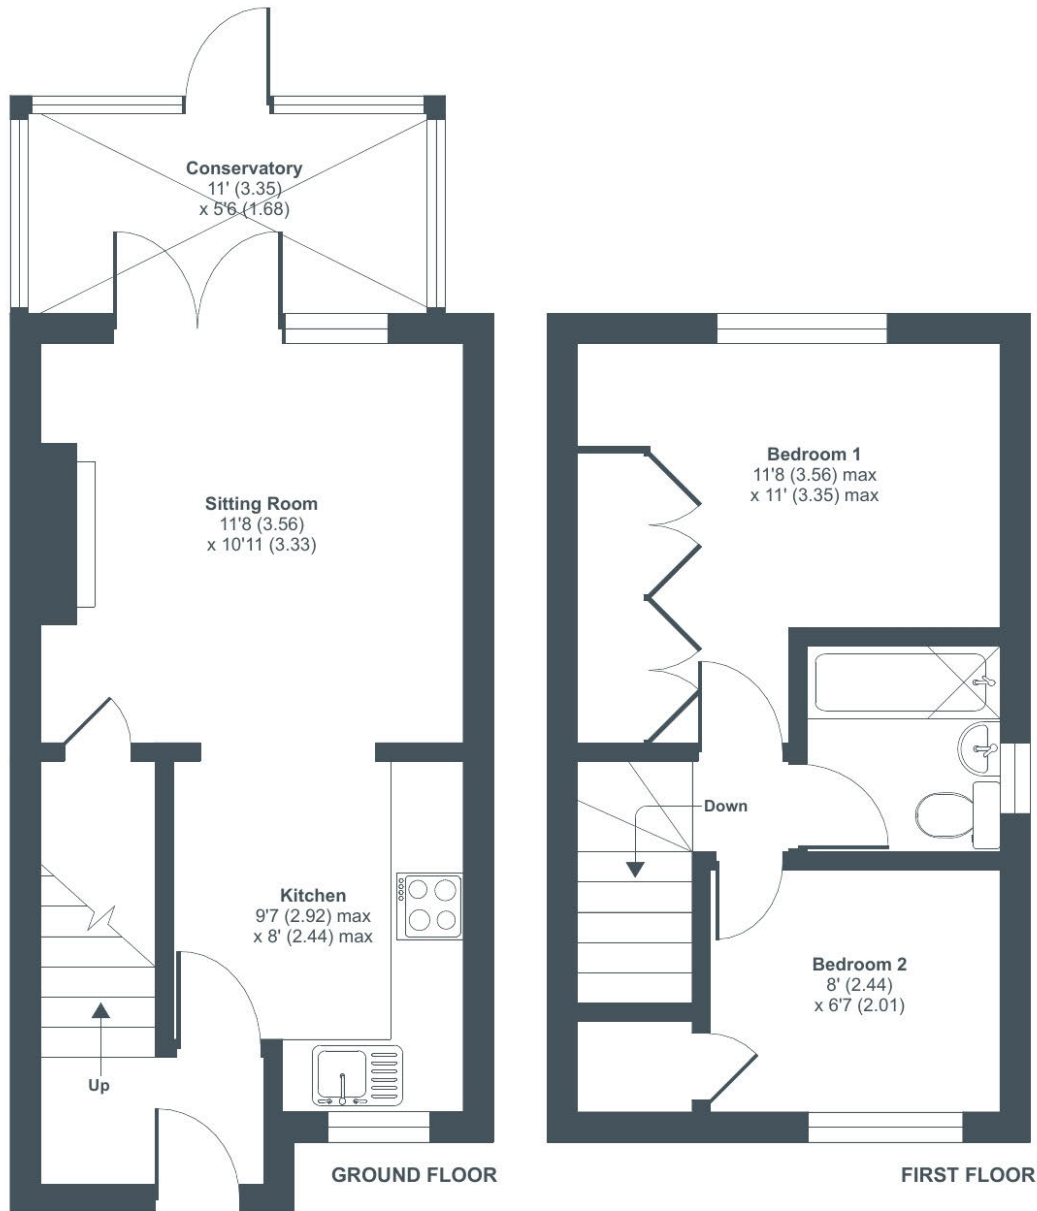 Conservatory
11' (3.35)
x 5'6 (1.68)
Sitting Room
11'8 (3.56)
x 10'11 (3.33)
Kitchen
9'7 (2.92) max
x 8' (2.44) max
Up
GROUND FLOOR
Bedroom 1
11'8 (3.56) max
x 11' (3.35) max
Down
Bedroom 2
8' (2.44)
x 6'7 (2.01)
FIRST FLOOR